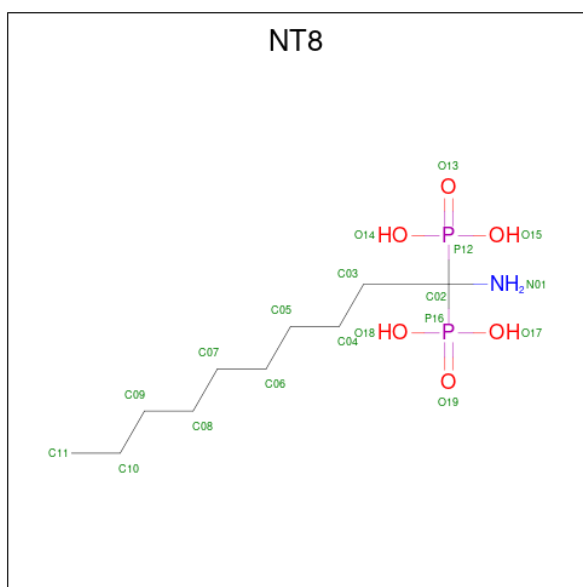 NT8
O13
O
O14 HO P OH O15
P12
C03
C02 NH2 N01
C05 P16
O18 HO P OH O17
C04
C07
C06 O O19
C09
C08
C11
C10